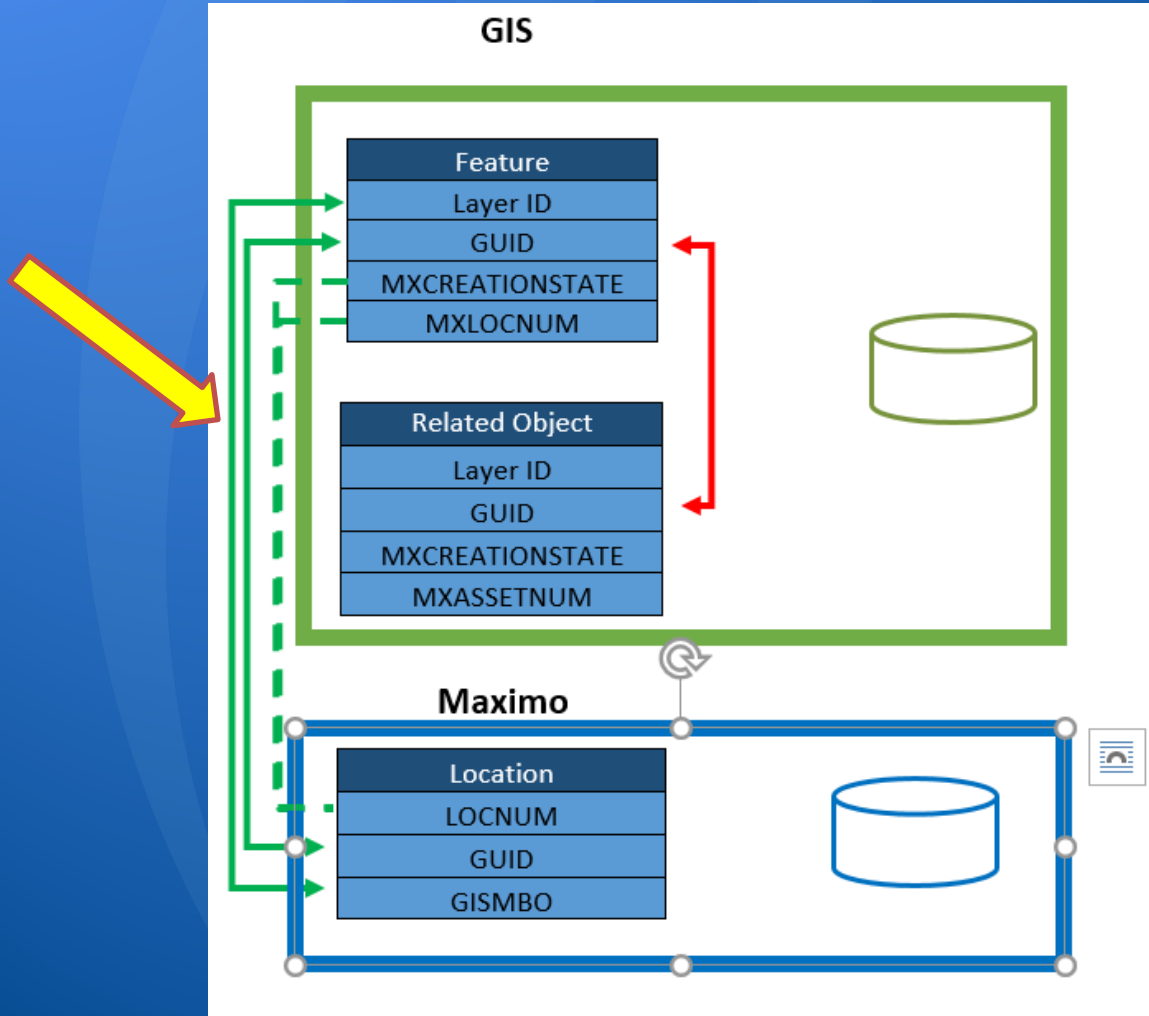 GIS
Feature
Layer ID
GUID
MXCREATIONSTATE
MXLOCNUM
Related Object
Layer ID
GUID
MXCREATIONSTATE
MXASSETNUM
Maximo
Location
LOCNUM
GUID
GISMBO